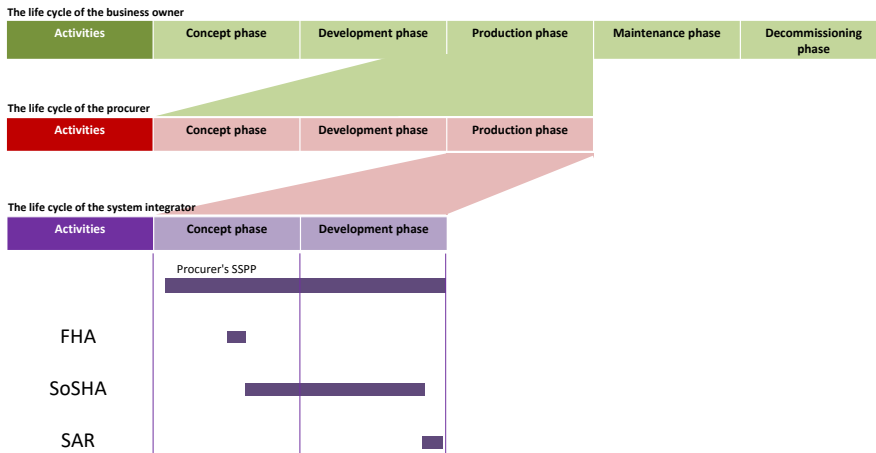 The life cycle of the business owner
Activities Concept phase Development phase Production phase Maintenance phase Decommissioning
phase
The life cycle of the procurer
Activities Concept phase Development phase Production phase
The life cycle of the system integrator
Activities Concept phase Development phase
Procurer's SSPP
FHA
SoSHA
SAR